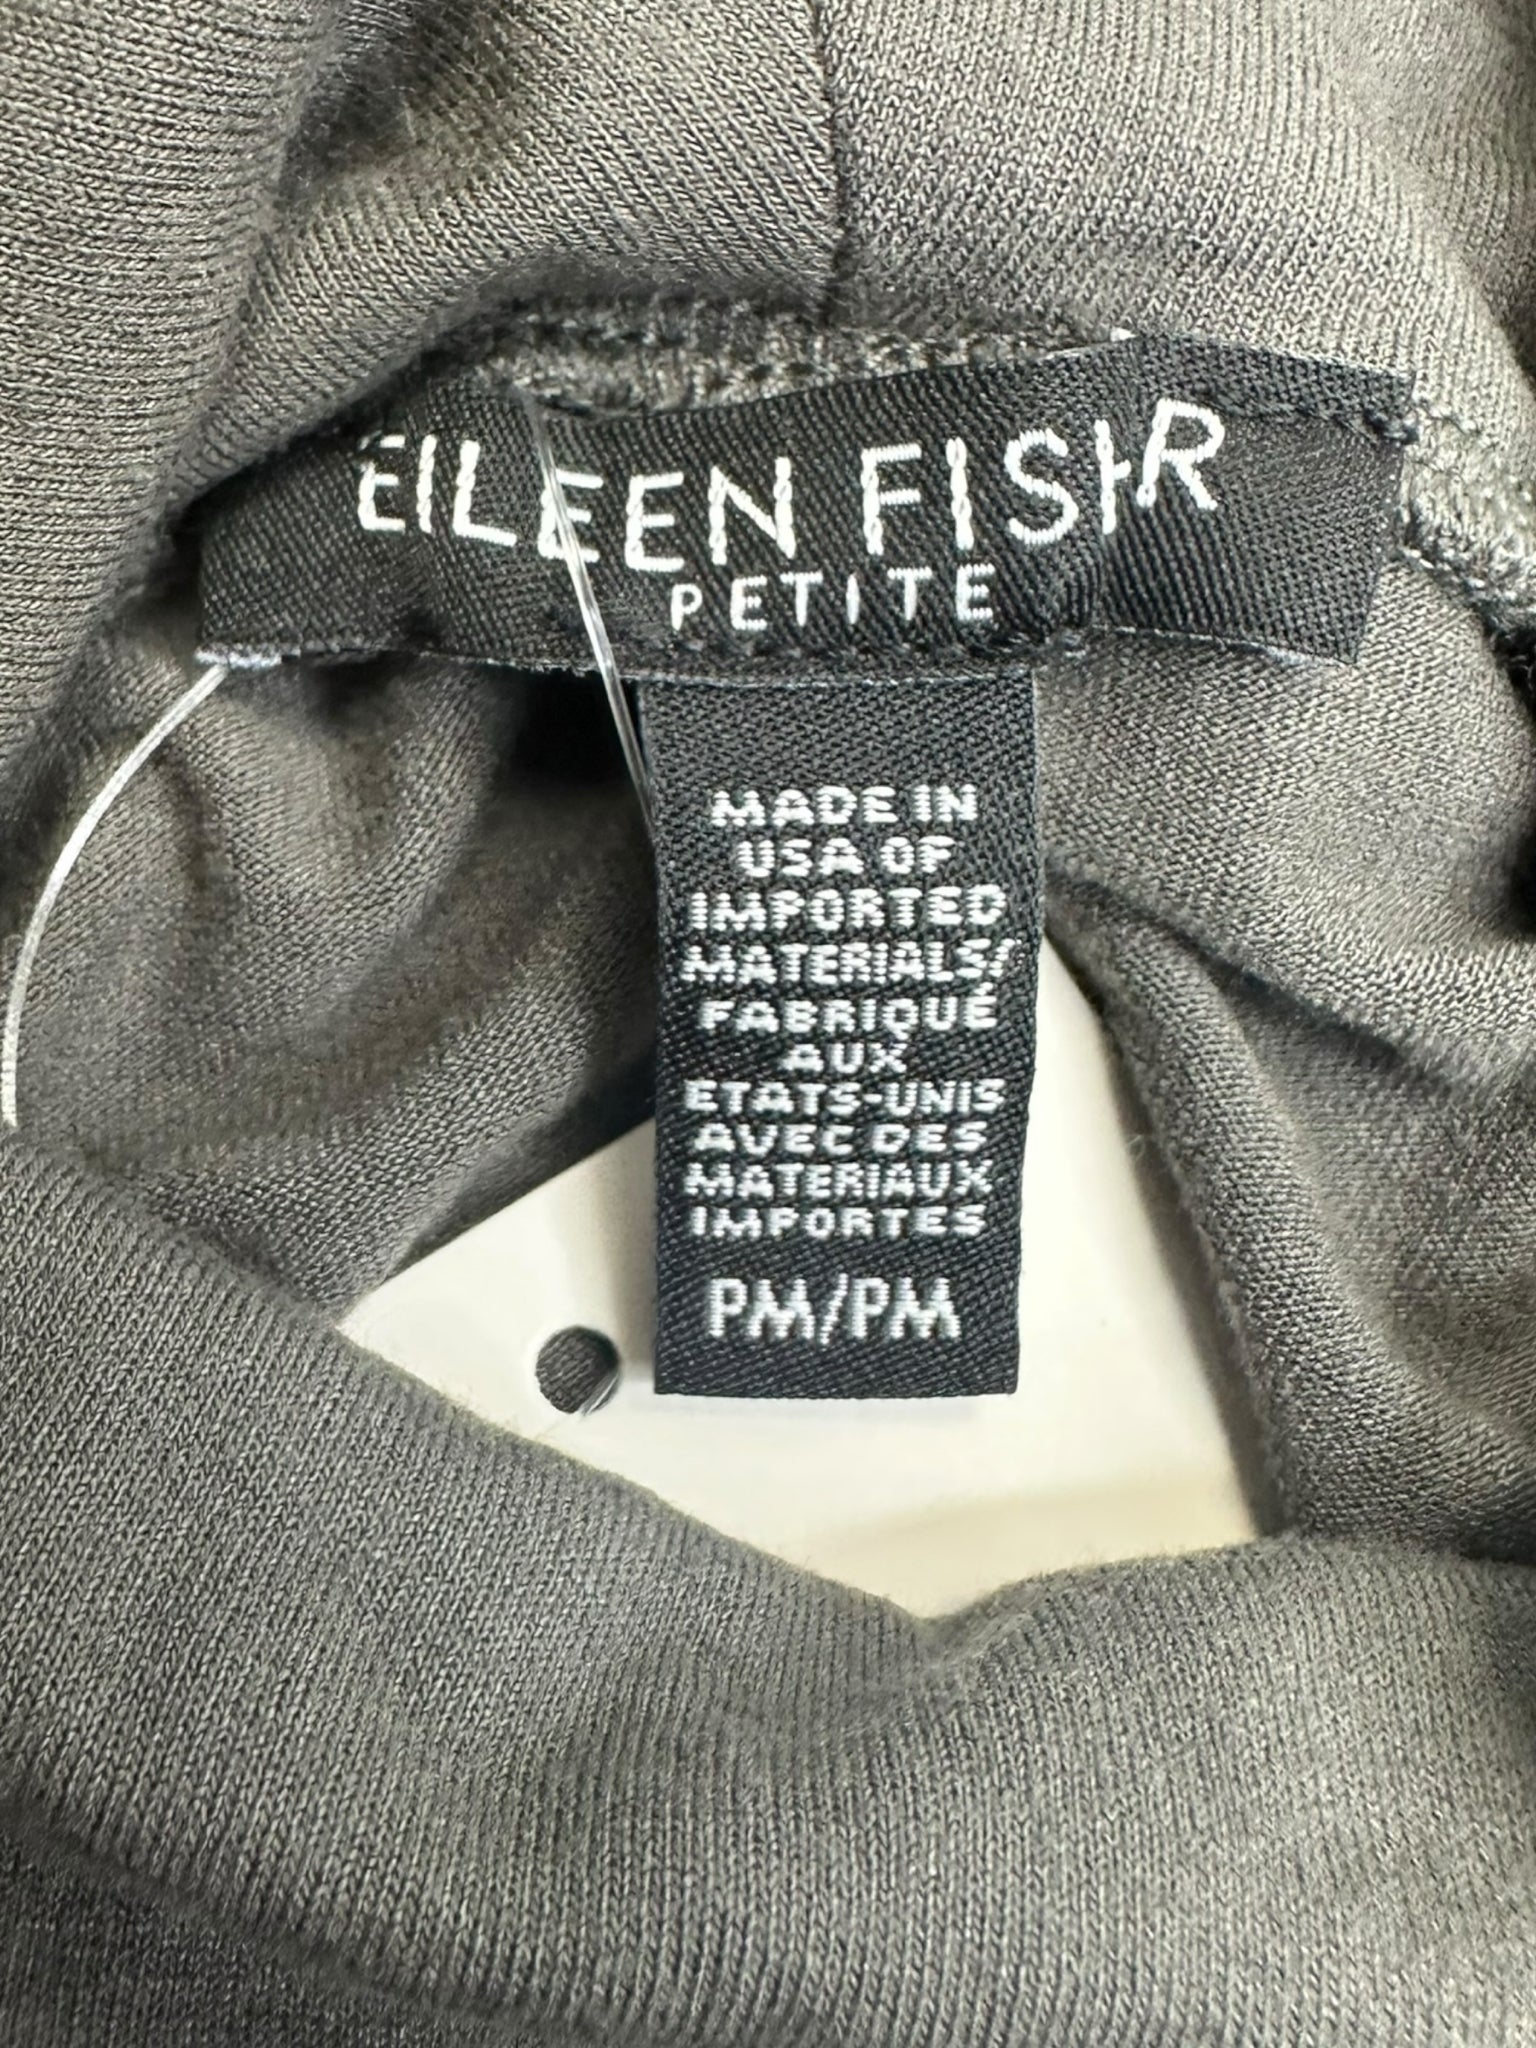 EILEEN FISHER
PETITE
MADE IN
USA OF
IMPORTED
MATERIALS/
FABRIQUÉ
AUX
ETATS-UNIS
AVEC DES
MATERIAUX
IMPORTES
PM/PM